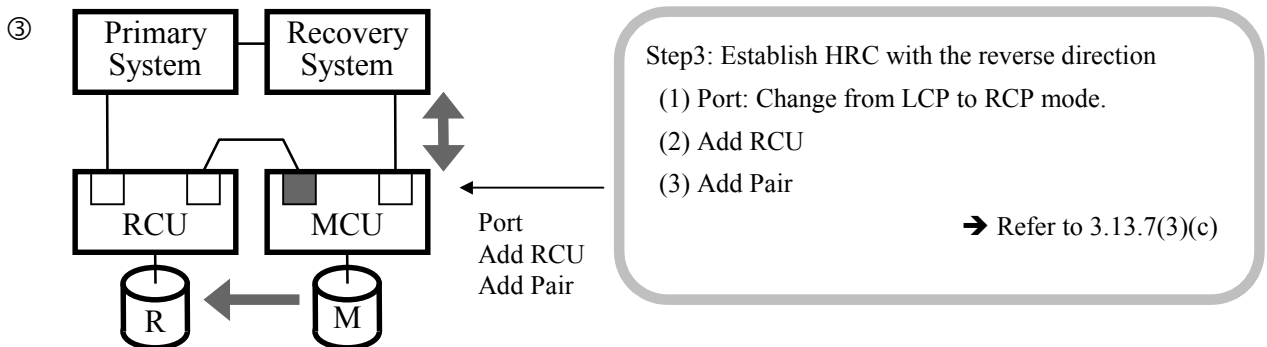 ③
Primary
System
Recovery
System
RCU
MCU
R
M
Port
Add RCU
Add Pair
Step3: Establish HRC with the reverse direction
(1) Port: Change from LCP to RCP mode.
(2) Add RCU
(3) Add Pair
➔ Refer to 3.13.7(3)(c)